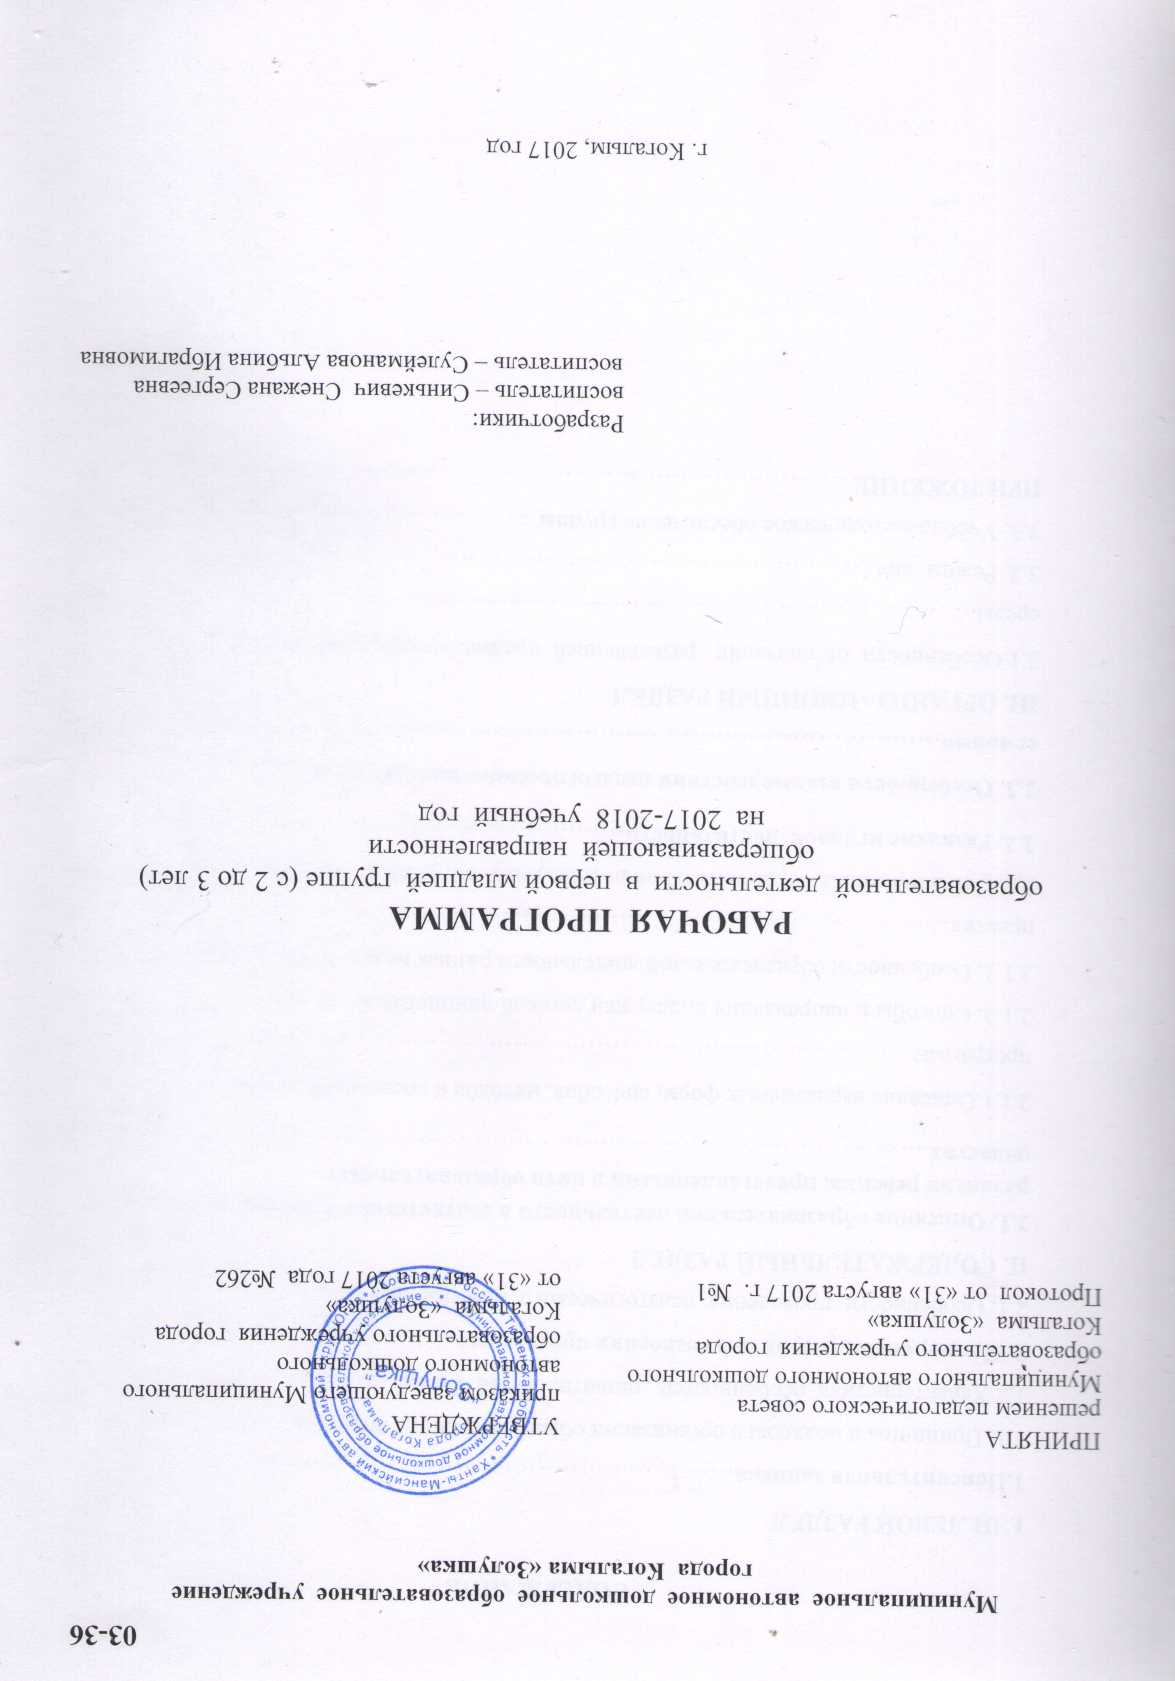 03-36
Муниципальное автономное дошкольное образовательное учреждение
города Когалыма «Золушка»
ПРИНЯТА
решением педагогического совета
Муниципального автономного дошкольного
образовательного учреждения города
Когалыма «Золушка»
Протокол от «31» августа 2017 г. №1
УТВЕРЖДЕНА
приказом заведующего Муниципального
автономного дошкольного
образовательного учреждения города
Когалыма «Золушка»
от «31» августа 2017 года №262
города Когалыма
"Золушка"
РАБОЧАЯ ПРОГРАММА
образовательной деятельности в первой младшей группе (с 2 до 3 лет)
общеразвивающей направленности
на 2017-2018 учебный год
Разработчики:
воспитатель – Синькевич Снежана Сергеевна
воспитатель – Сулейманова Альбина Ибрагимовна
г. Когалым, 2017 год